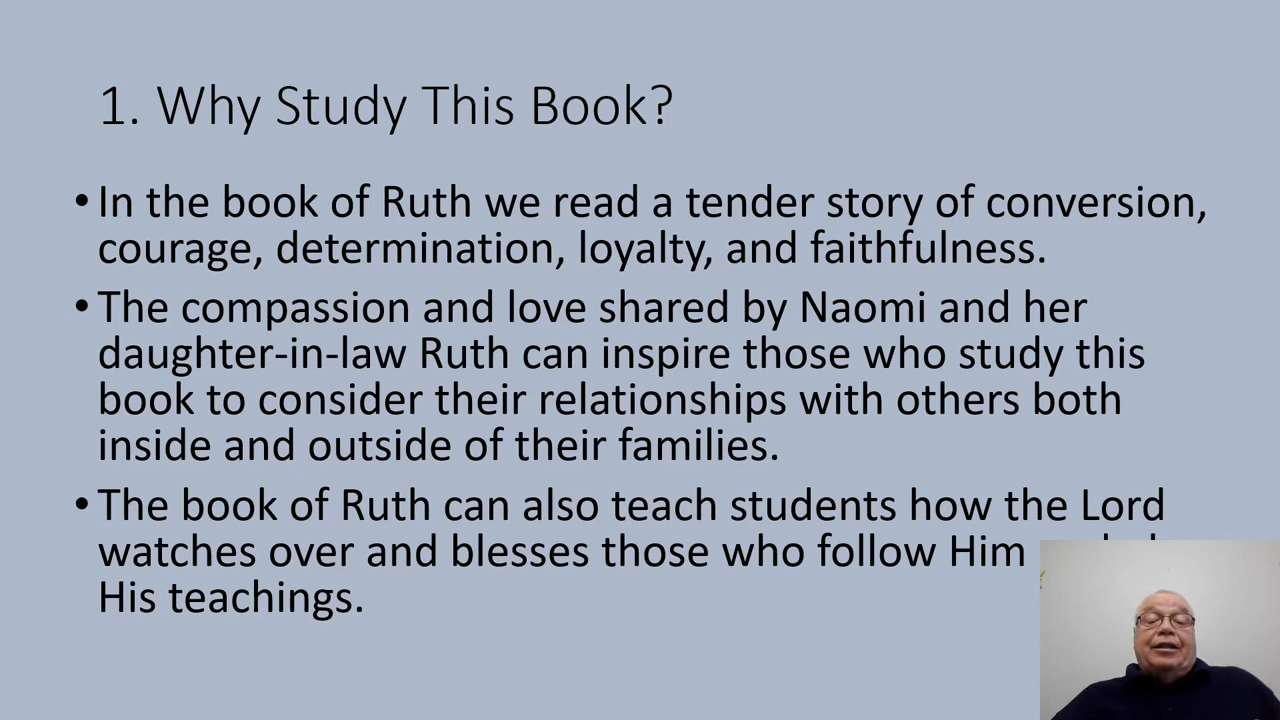 1. Why Study This Book?
• In the book of Ruth we read a tender story of conversion,
courage, determination, loyalty, and faithfulness.
• The compassion and love shared by Naomi and her
daughter-in-law Ruth can inspire those who study this
book to consider their relationships with others both
inside and outside of their families.
• The book of Ruth can also teach students how the Lord
watches over and blesses those who follow Him
His teachings.